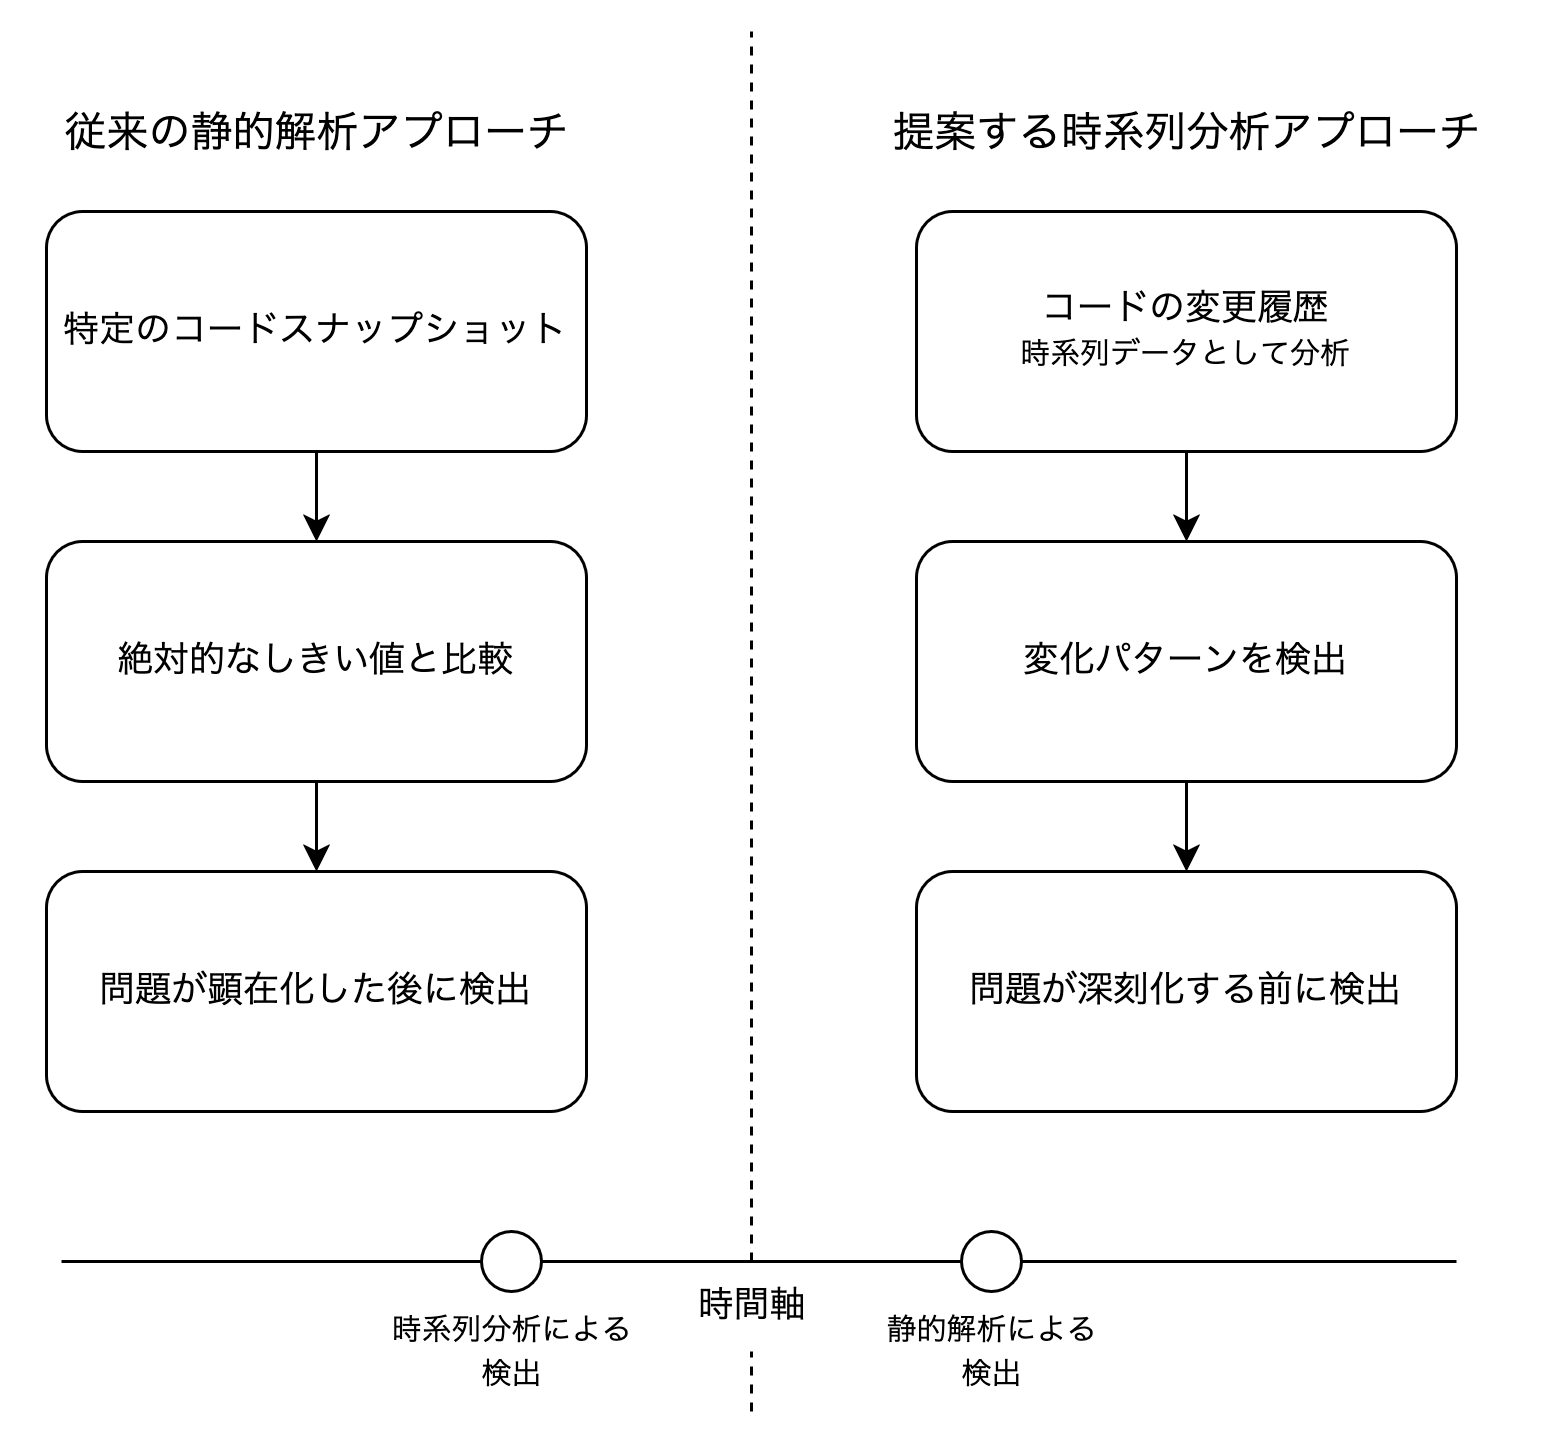 従来の静的解析アプローチ
特定のコードスナップショット
絶対的なしきい値と比較
問題が顕在化した後に検出
提案する時系列分析アプローチ
コードの変更履歴
時系列データとして分析
変化パターンを検出
問題が深刻化する前に検出
時系列分析による
検出
時間軸
静的解析による
検出